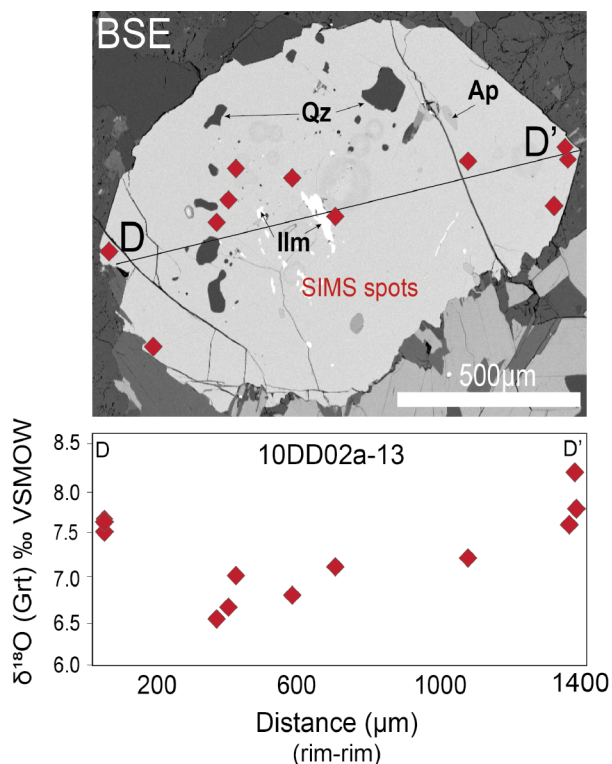 BSE
Qz
Ap
D'
D
Ilm
SIMS spots
500µm
8.5
8.0
7.5
7.0
6.5
6.0
δ¹⁸O (Grt) ‰ VSMOW
D
10DD02a-13
D'
200
600
1000
1400
Distance (µm)
(rim-rim)